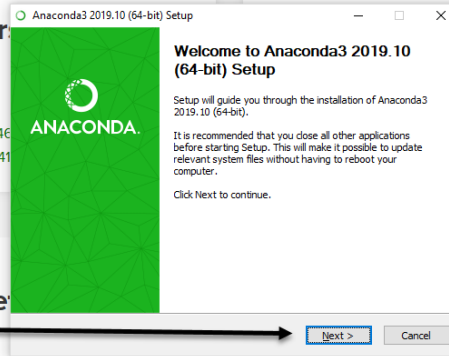 Anaconda3 2019.10 (64-bit) Setup
Welcome to Anaconda3 2019.10
(64-bit) Setup
Setup will guide you through the installation of Anaconda3
2019.10 (64-bit).
It is recommended that you close all other applications
before starting Setup. This will make it possible to update
relevant system files without having to reboot your
computer.
Click Next to continue.
ANACONDA.
Next >
Cancel